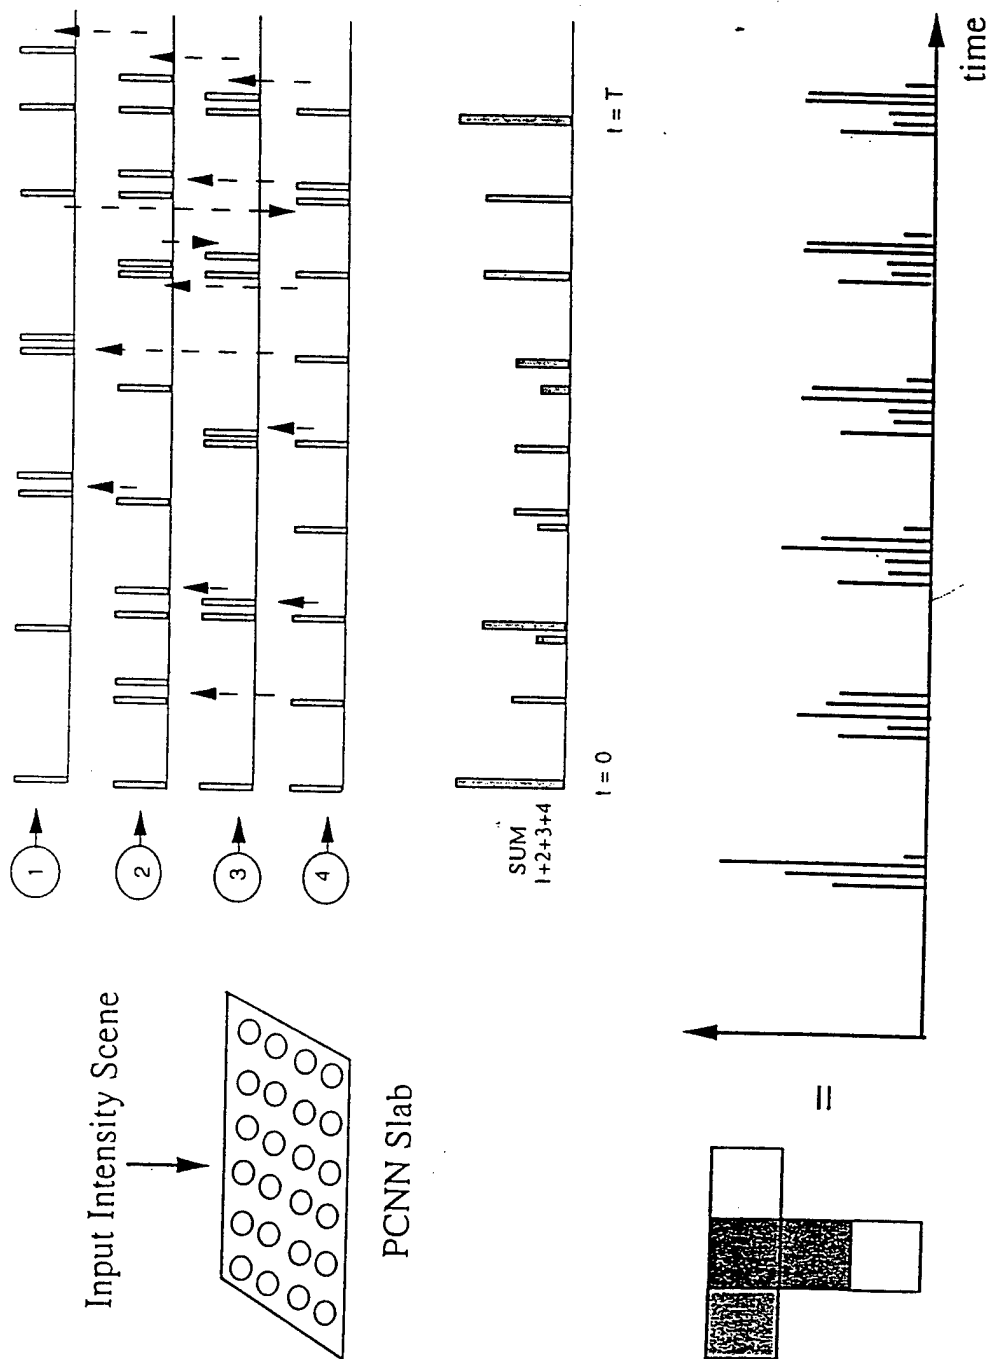 Input Intensity Scene
PCNN Slab
1
2
3
4
SUM
1+2+3+4
t = 0
t = T
=
time